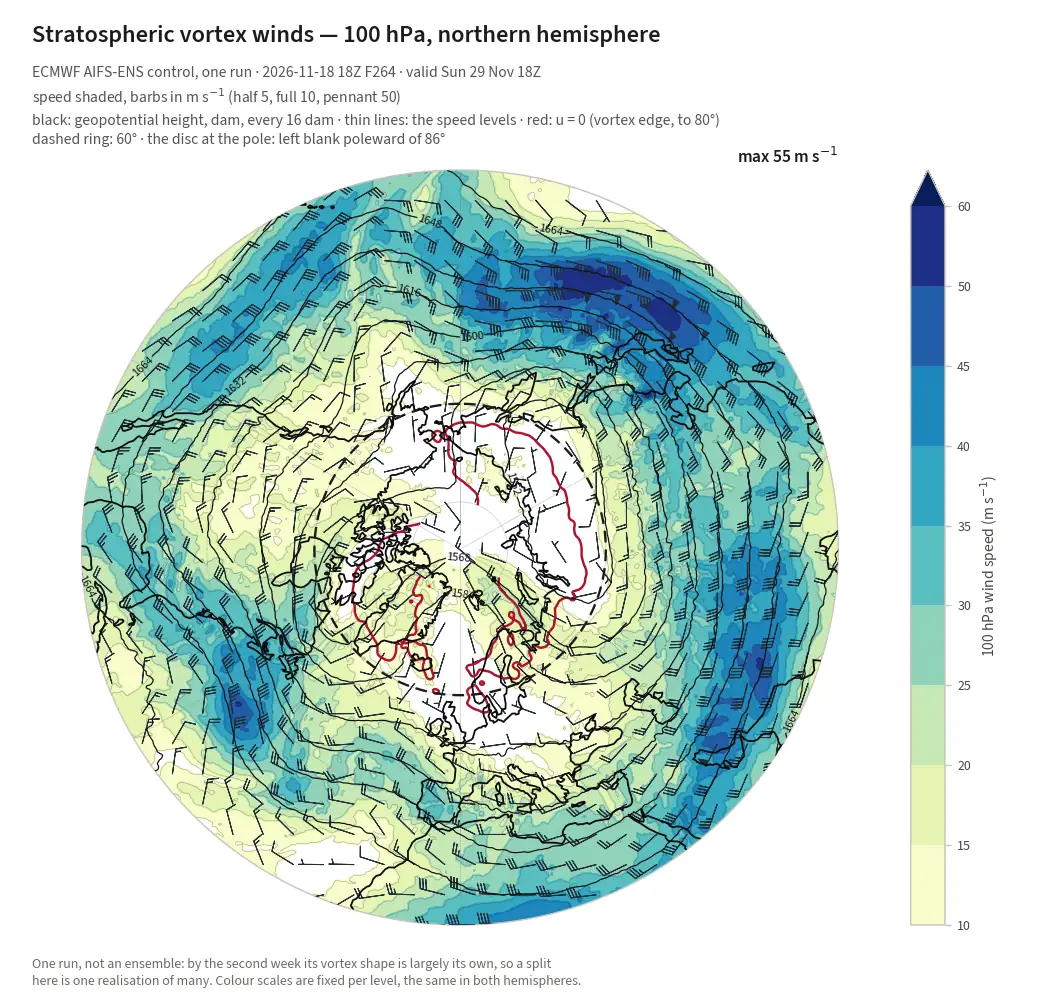 Stratospheric vortex winds — 100 hPa, northern hemisphere
ECMWF AIFS-ENS control, one run · 2026-11-18 18Z F264 · valid Sun 29 Nov 18Z
speed shaded, barbs in m s⁻¹ (half 5, full 10, pennant 50)
black: geopotential height, dam, every 16 dam · thin lines: the speed levels · red: u = 0 (vortex edge, to 80°)
dashed ring: 60° · the disc at the pole: left blank poleward of 86°
max 55 m s⁻¹
1648
1664
1616
1600
1664
1632
1568
1664
1664
60
50
45
40
35
30
25
20
15
10
100 hPa wind speed (m s⁻¹)
One run, not an ensemble: by the second week its vortex shape is largely its own, so a split
here is one realisation of many. Colour scales are fixed per level, the same in both hemispheres.